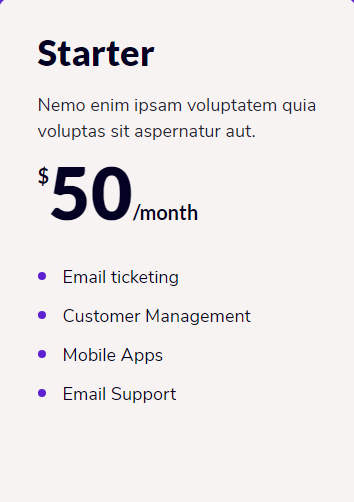 Starter
Nemo enim ipsam voluptatem quia
voluptas sit aspernatur aut.
$50/month
Email ticketing
Customer Management
Mobile Apps
Email Support